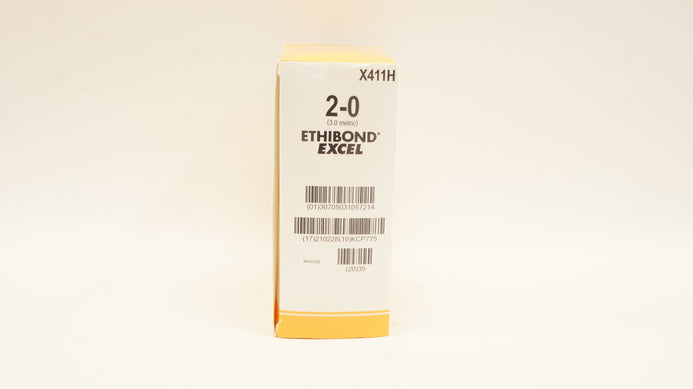 X411H
2-0
(3.0 metric)
ETHIBOND*
EXCEL
(01)30705031057214
(17)210228(10)KCP775
(20)35